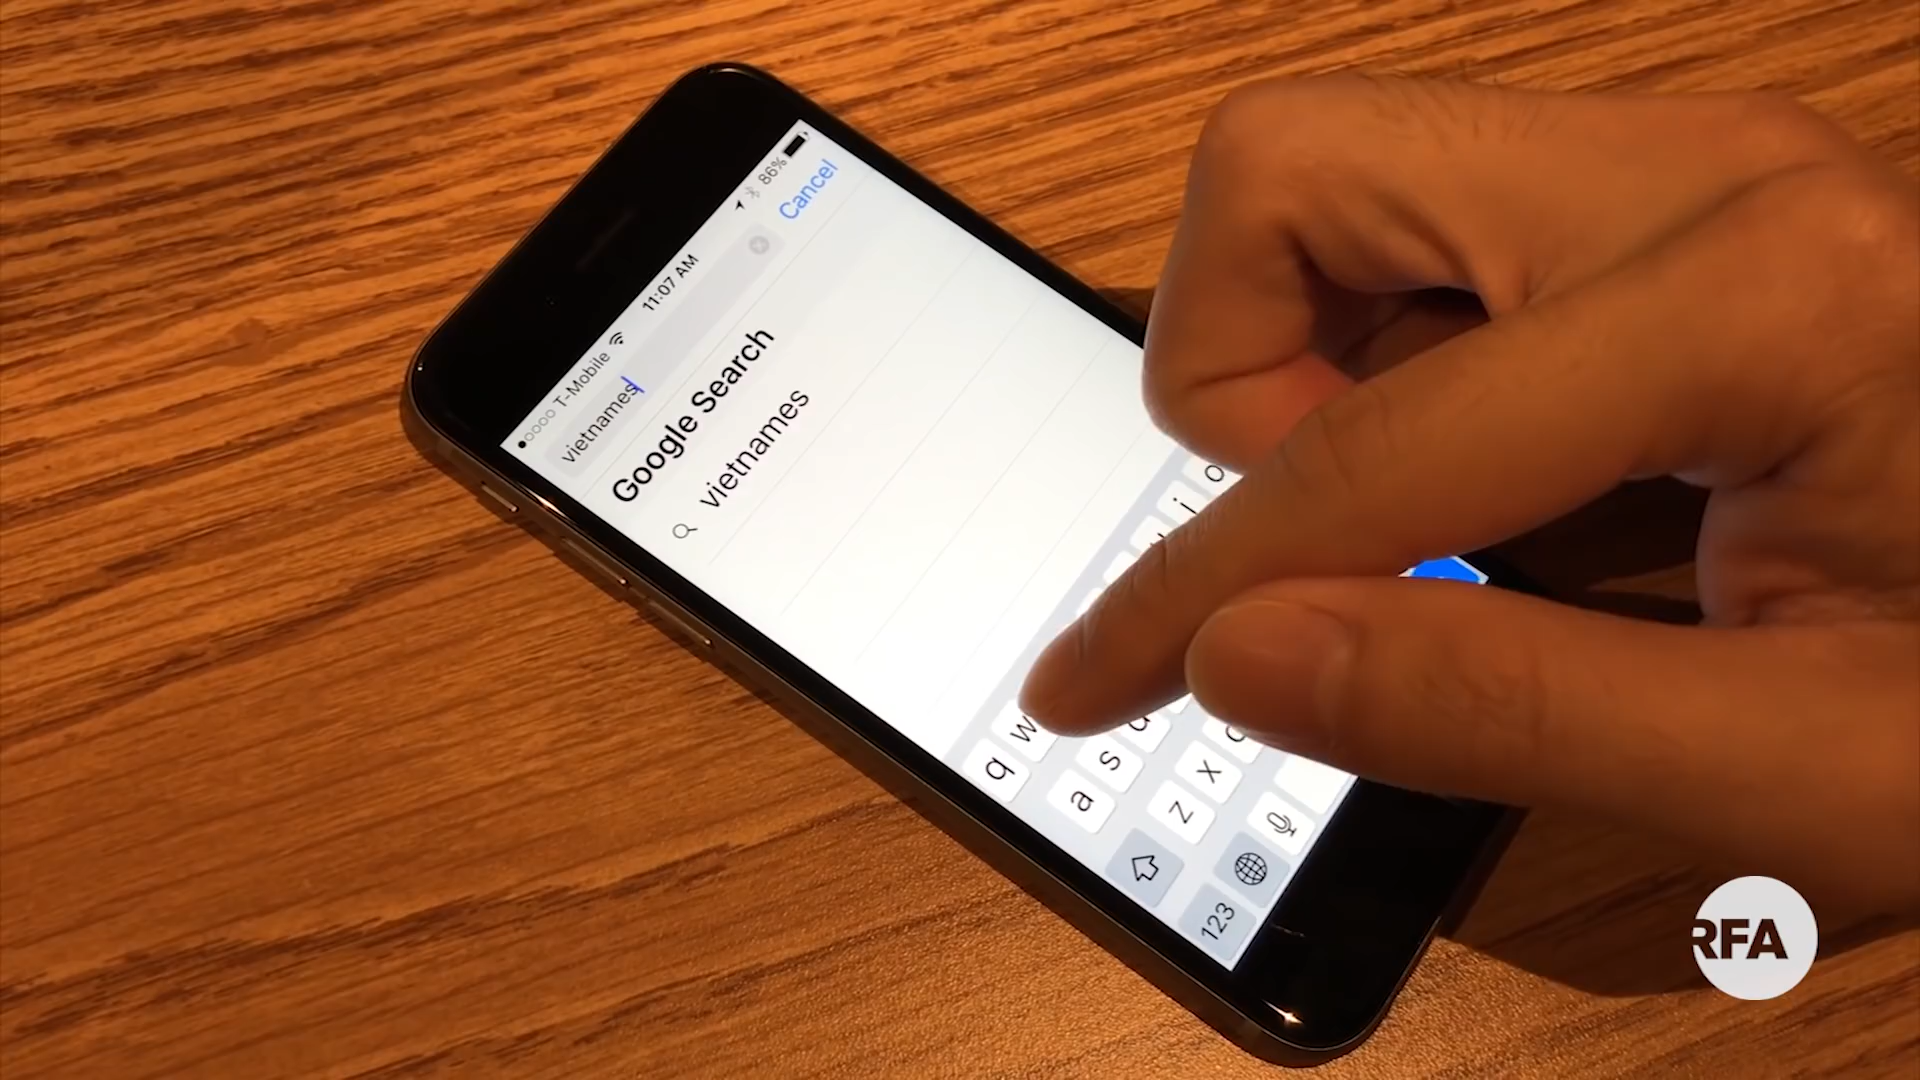 T-Mobile 11:07 AM 86%
vietnames
Cancel
Google Search
vietnames
q w i o
a s d
z x c
123
RFA